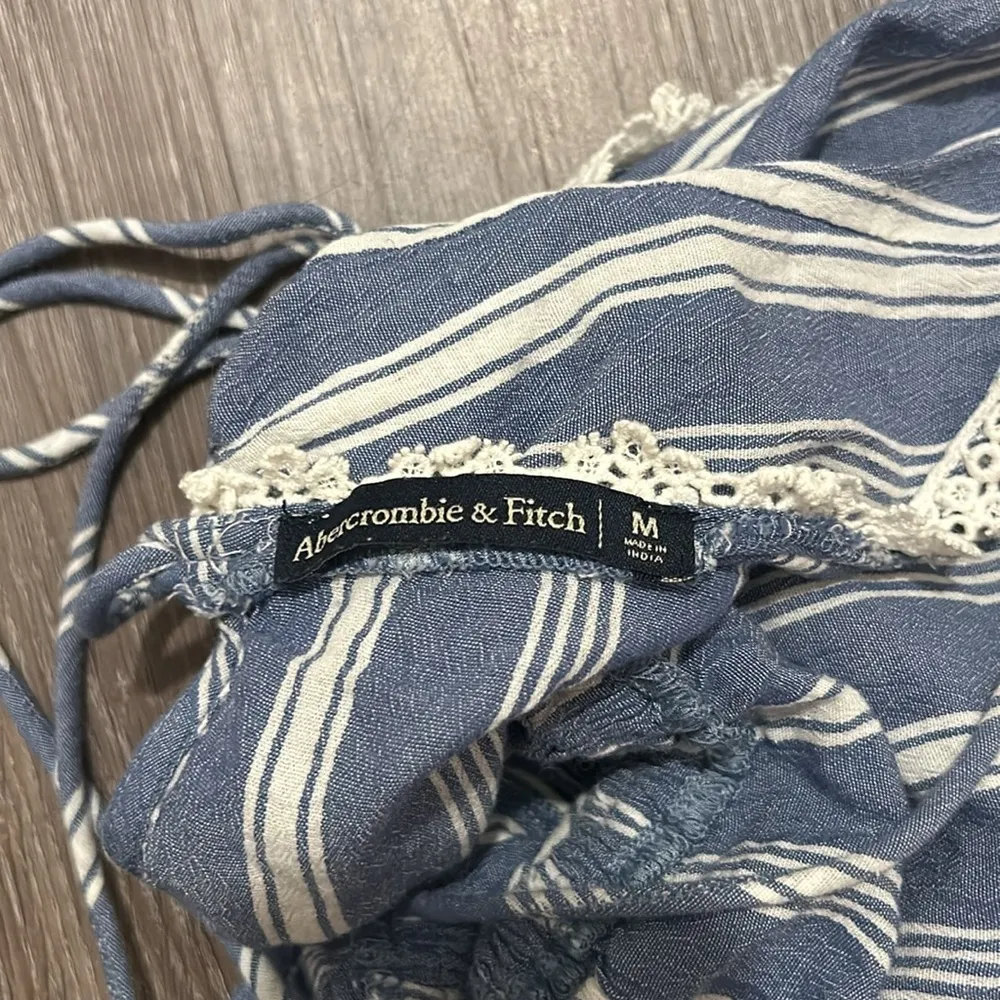 Abercrombie & Fitch | M
MADE IN
INDIA